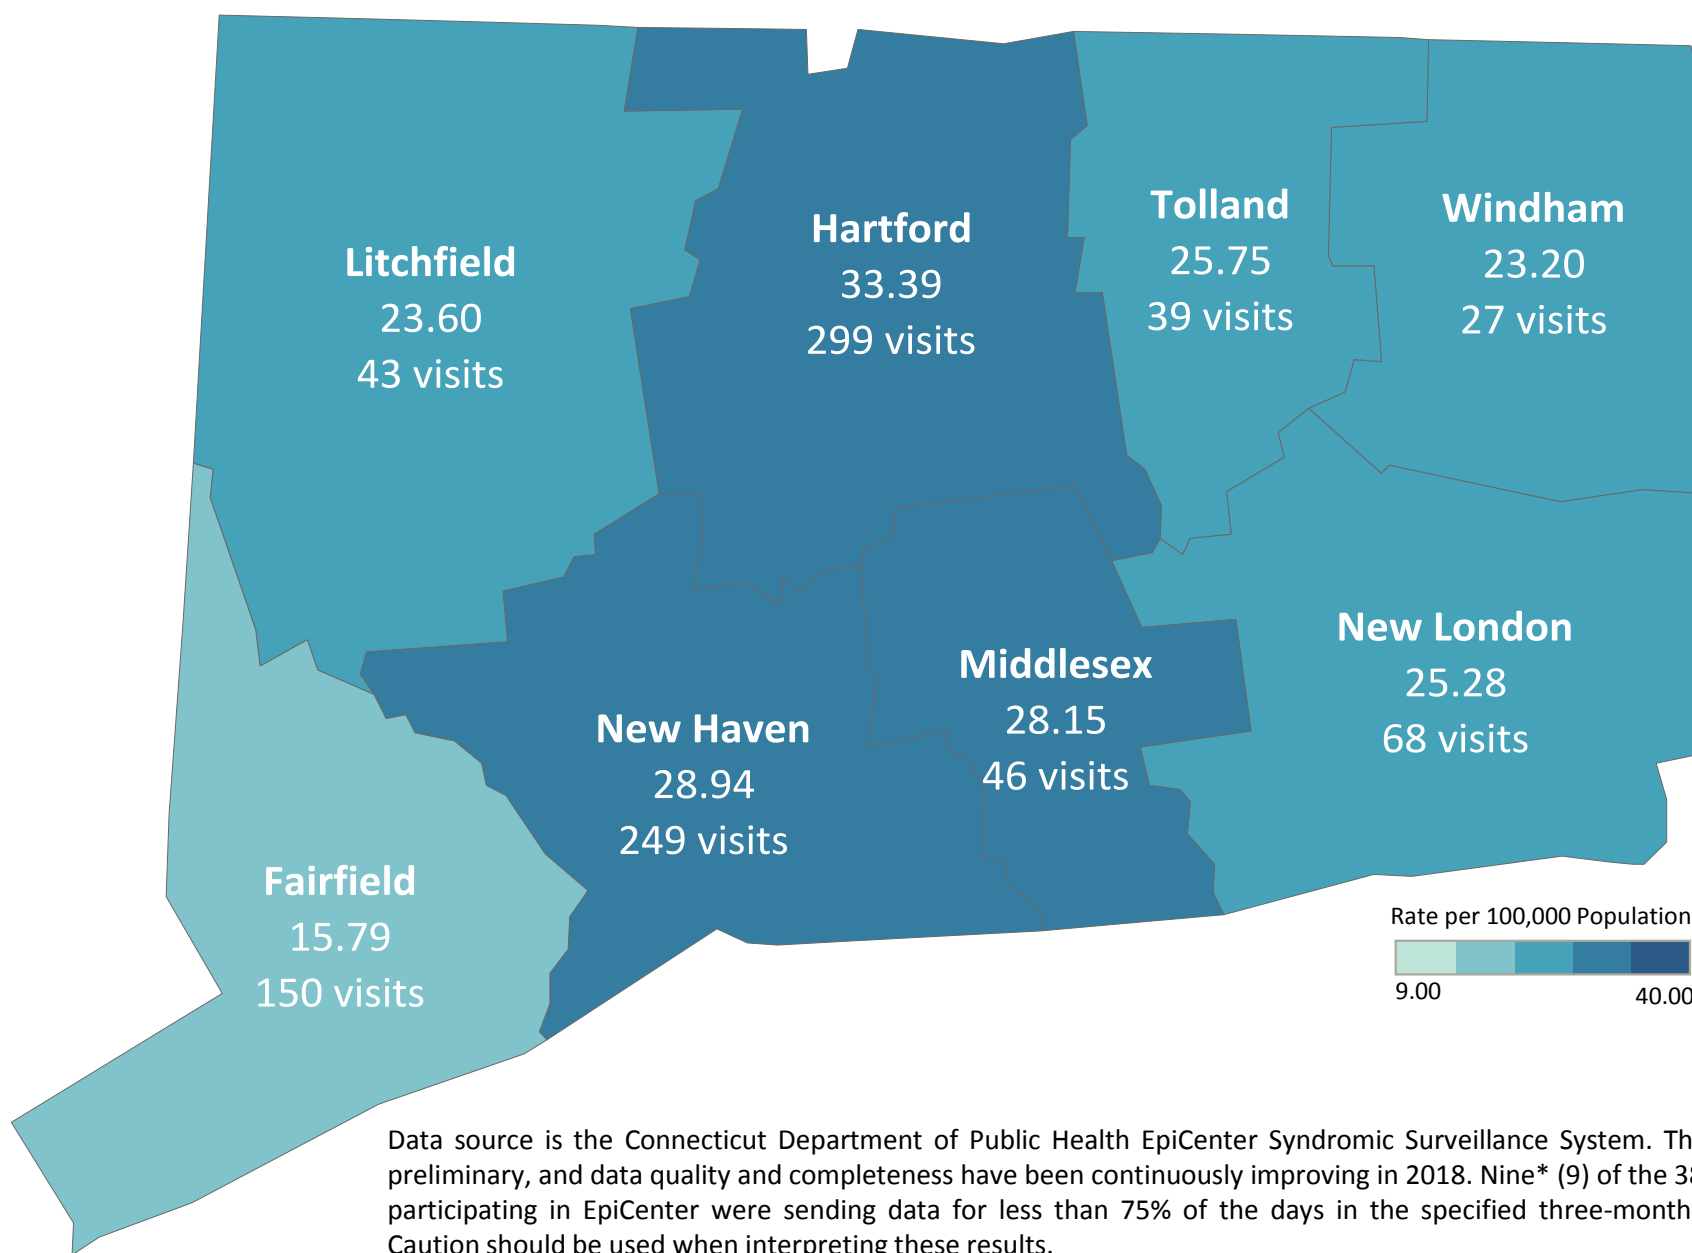 Litchfield
23.60
43 visits
Hartford
33.39
299 visits
Tolland
25.75
39 visits
Windham
23.20
27 visits
New Haven
28.94
249 visits
Middlesex
28.15
46 visits
New London
25.28
68 visits
Fairfield
15.79
150 visits
Rate per 100,000 Population
9.00
40.00
Data source is the Connecticut Department of Public Health EpiCenter Syndromic Surveillance System.
preliminary, and data quality and completeness have been continuously improving in 2018. Nine* (9) of the
participating in EpiCenter were sending data for less than 75% of the days in the specified three-month
Caution should be used when interpreting these results.